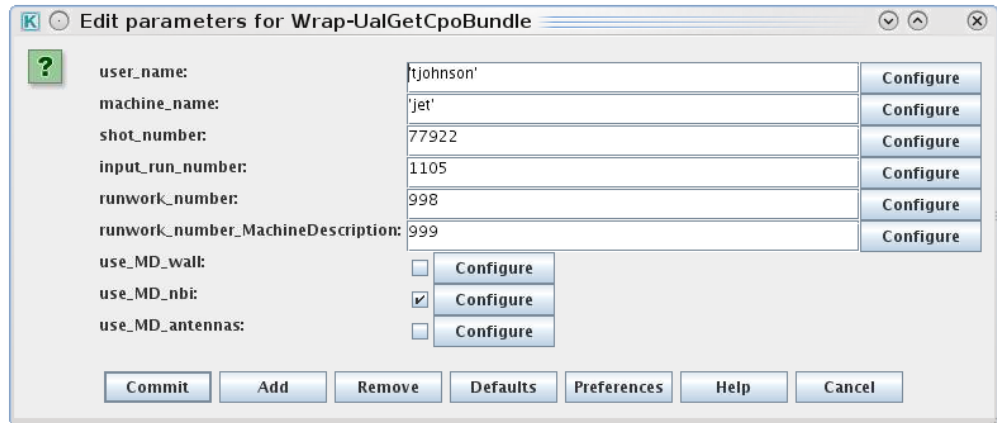 K Edit parameters for Wrap-UalGetCpoBundle
?
user_name: 'tjohnson' Configure
machine_name: 'jet' Configure
shot_number: 77922 Configure
input_run_number: 1105 Configure
runwork_number: 998 Configure
runwork_number_MachineDescription: 999 Configure
use_MD_wall: Configure
use_MD_nbi: Configure
use_MD_antennas: Configure
Commit Add Remove Defaults Preferences Help Cancel